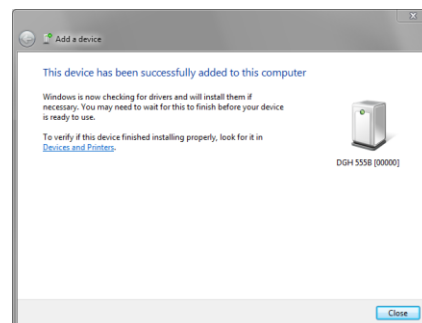 Add a device
This device has been successfully added to this computer
Windows is now checking for drivers and will install them if
necessary. You may need to wait for this to finish before your device
is ready to use.
To verify if this device finished installing properly, look for it in
Devices and Printers.
DGH 555B [00000]
Close